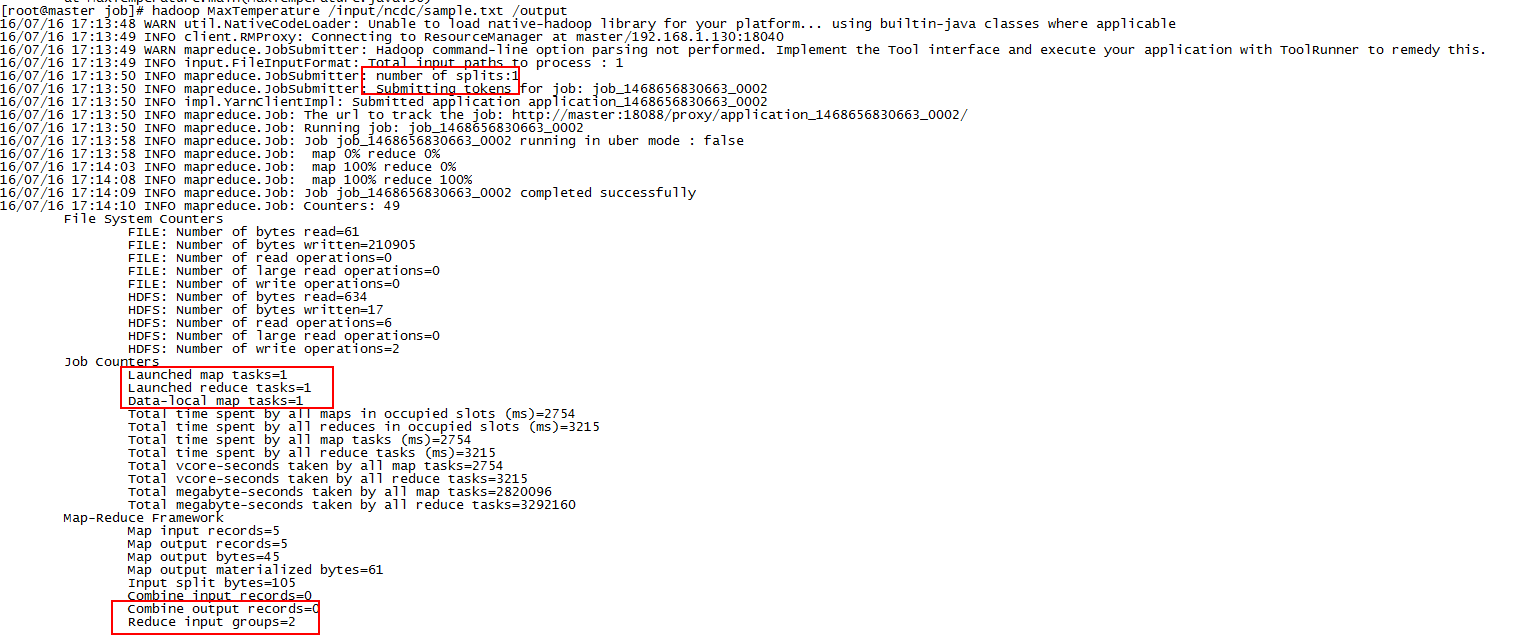 at MaxTemperature.main(MaxTemperature.java:30)
[root@master job]# hadoop MaxTemperature /input/ncdc/sample.txt /output
16/07/16 17:13:48 WARN util.NativeCodeLoader: Unable to load native-hadoop library for your platform... using builtin-java classes where applicable
16/07/16 17:13:49 INFO client.RMProxy: Connecting to ResourceManager at master/192.168.1.130:18040
16/07/16 17:13:49 WARN mapreduce.JobSubmitter: Hadoop command-line option parsing not performed. Implement the Tool interface and execute your application with ToolRunner to remedy this.
16/07/16 17:13:49 INFO input.FileInputFormat: Total input paths to process : 1
16/07/16 17:13:50 INFO mapreduce.JobSubmitter: number of splits:1
16/07/16 17:13:50 INFO mapreduce.JobSubmitter: Submitting tokens for job: job_1468656830663_0002
16/07/16 17:13:50 INFO impl.YarnClientImpl: Submitted application application_1468656830663_0002
16/07/16 17:13:50 INFO mapreduce.Job: The url to track the job: http://master:18088/proxy/application_1468656830663_0002/
16/07/16 17:13:50 INFO mapreduce.Job: Running job: job_1468656830663_0002
16/07/16 17:13:58 INFO mapreduce.Job: Job job_1468656830663_0002 running in uber mode : false
16/07/16 17:13:58 INFO mapreduce.Job:  map 0% reduce 0%
16/07/16 17:14:03 INFO mapreduce.Job:  map 100% reduce 0%
16/07/16 17:14:08 INFO mapreduce.Job:  map 100% reduce 100%
16/07/16 17:14:09 INFO mapreduce.Job: Job job_1468656830663_0002 completed successfully
16/07/16 17:14:10 INFO mapreduce.Job: Counters: 49
File System Counters
FILE: Number of bytes read=61
FILE: Number of bytes written=210905
FILE: Number of read operations=0
FILE: Number of large read operations=0
FILE: Number of write operations=0
HDFS: Number of bytes read=634
HDFS: Number of bytes written=17
HDFS: Number of read operations=6
HDFS: Number of large read operations=0
HDFS: Number of write operations=2
Job Counters
Launched map tasks=1
Launched reduce tasks=1
Data-local map tasks=1
Total time spent by all maps in occupied slots (ms)=2754
Total time spent by all reduces in occupied slots (ms)=3215
Total time spent by all map tasks (ms)=2754
Total time spent by all reduce tasks (ms)=3215
Total vcore-seconds taken by all map tasks=2754
Total vcore-seconds taken by all reduce tasks=3215
Total megabyte-seconds taken by all map tasks=2820096
Total megabyte-seconds taken by all reduce tasks=3292160
Map-Reduce Framework
Map input records=5
Map output records=5
Map output bytes=45
Map output materialized bytes=61
Input split bytes=105
Combine input records=0
Combine output records=0
Reduce input groups=2